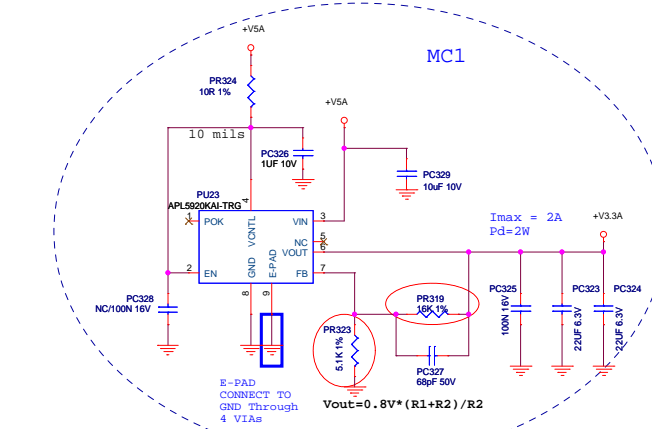 +V5A
MC1
PR324
10R 1%
+V5A
10 mils
PC326
1UF 10V
PC329
10uF 10V
PU23
APL5920KAI-TRG
1
POK
4
VCNTL
VIN
3
NC
5
VOUT
6
2
EN
GND
E-PAD
FB
7
8
9
Imax = 2A
Pd=2W
+V3.3A
PC328
NC/100N 16V
PR319
16K 1%
PC325
100N 16V
PC323
22UF 6.3V
PC324
22UF 6.3V
PR323
5.1K 1%
PC327
68pF 50V
E-PAD
CONNECT TO
GND Through
4 VIAs
Vout=0.8V*(R1+R2)/R2